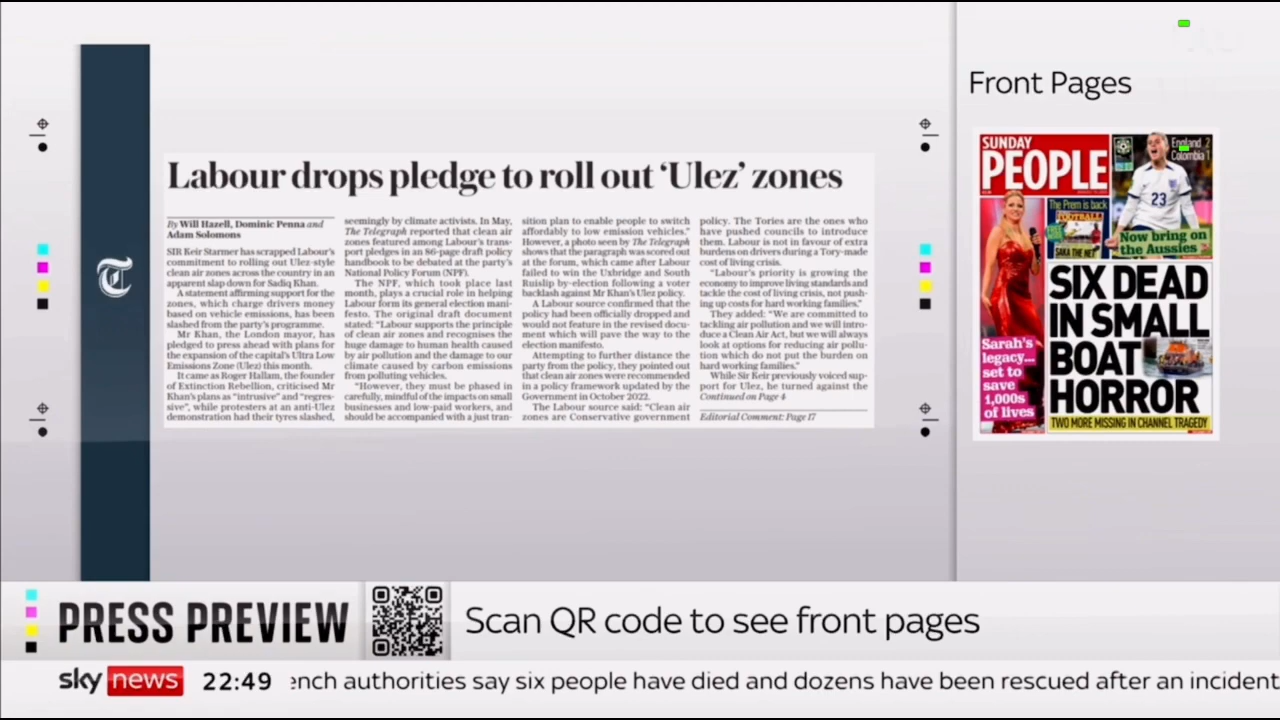 Labour drops pledge to roll out ‘Ulez’ zones
By Will Hazell, Dominic Penna and
Adam Solomons
SIR Keir Starmer has scrapped Labour's
commitment to rolling out Ulez-style
clean air zones across the country in an
apparent slap down for Sadiq Khan.
A statement affirming support for the
zones, which charge drivers money
based on vehicle emissions, has been
slashed from the party's programme.
Mr Khan, the London mayor, has
pledged to press ahead with plans for
the expansion of the capital's Ultra Low
Emissions Zone (Ulez) this month.
It came as Roger Hallam, the founder
of Extinction Rebellion, criticised Mr
Khan's plans as “intrusive” and “regres-
sive”, while protesters at an anti-Ulez
demonstration had their tyres slashed,
seemingly by climate activists. In May,
The Telegraph reported that clean air
zones featured among Labour's trans-
port pledges in an 86-page draft policy
handbook to be debated at the party's
National Policy Forum (NPF).
The NPF, which took place last
month, plays a crucial role in helping
Labour form its general election mani-
festo. The original draft document
stated: “Labour supports the principle
of clean air zones and recognises the
huge damage to human health caused
by air pollution and the damage to our
climate caused by carbon emissions
from polluting vehicles.
“However, they must be phased in
carefully, mindful of the impacts on small
businesses and low-paid workers, and
should be accompanied with a just tran-
sition plan to enable people to switch
affordably to low emission vehicles.”
However, a photo seen by The Telegraph
shows that the paragraph was scored out
at the forum, which came after Labour
failed to win the Uxbridge and South
Ruislip by-election following a voter
backlash against Mr Khan's Ulez policy.
A Labour source confirmed that the
policy had been officially dropped and
would not feature in the revised docu-
ment which will pave the way to the
election manifesto.
Attempting to further distance the
party from the policy, they pointed out
that clean air zones were recommended
in a policy framework updated by the
Government in October 2022.
The Labour source said: “Clean air
zones are Conservative government
policy. The Tories are the ones who
have pushed councils to introduce
them. Labour is not in favour of extra
burdens on drivers during a Tory-made
cost of living crisis.
“Labour's priority is growing the
economy to improve living standards and
tackle the cost of living crisis, not push-
ing up costs for hard working families.”
They added: “We are committed to
tackling air pollution and we will intro-
duce a Clean Air Act, but we will always
look at options for reducing air pollu-
tion which do not put the burden on
hard working families.”
While Sir Keir previously voiced sup-
port for Ulez, he turned against the
Continued on Page 4
Editorial Comment: Page 17
Front Pages
SUNDAY
PEOPLE
England 2
Colombia 1
23
The Prem is back
FOOTBALL
SAKA THE NET
Now bring on
the Aussies
SIX DEAD
IN SMALL
BOAT
HORROR
TWO MORE MISSING IN CHANNEL TRAGEDY
Sarah's
legacy...
set to
save
1,000s
of lives
PRESS PREVIEW
Scan QR code to see front pages
sky news
22:49
ench authorities say six people have died and dozens have been rescued after an incident